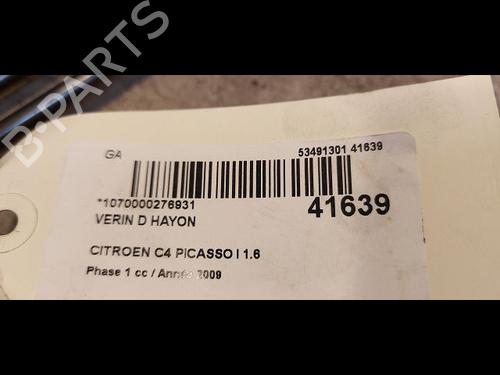 B-PARTS
GA 53491301 41639
*1070000276931 41639
VERIN D HAYON
CITROEN C4 PICASSO I 1.6
Phase 1 cc / Année 2009